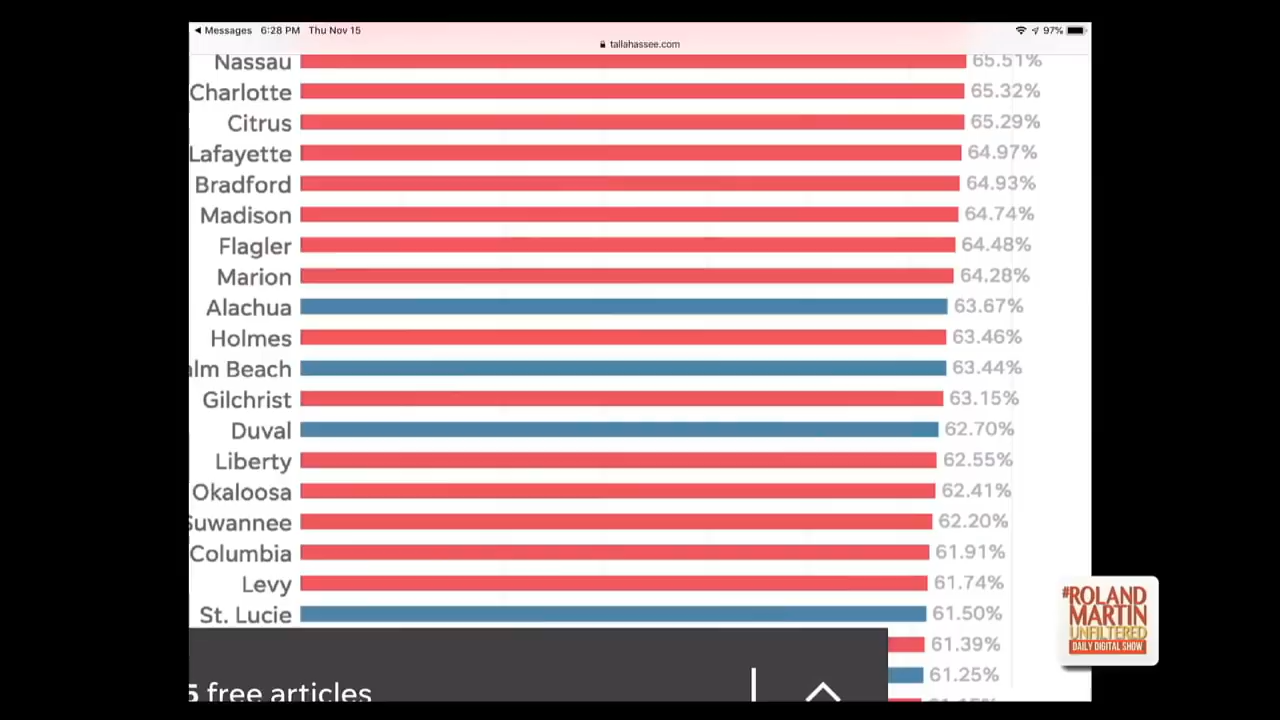 Messages 6:28 PM Thu Nov 15 97%
tallahassee.com
Nassau 65.51%
Charlotte 65.32%
Citrus 65.29%
Lafayette 64.97%
Bradford 64.93%
Madison 64.74%
Flagler 64.48%
Marion 64.28%
Alachua 63.67%
Holmes 63.46%
alm Beach 63.44%
Gilchrist 63.15%
Duval 62.70%
Liberty 62.55%
Okaloosa 62.41%
Suwannee 62.20%
Columbia 61.91%
Levy 61.74%
St. Lucie 61.50%
61.39%
61.25%
5 free articles
#ROLAND
MARTIN
UNFILTERED
DAILY DIGITAL SHOW